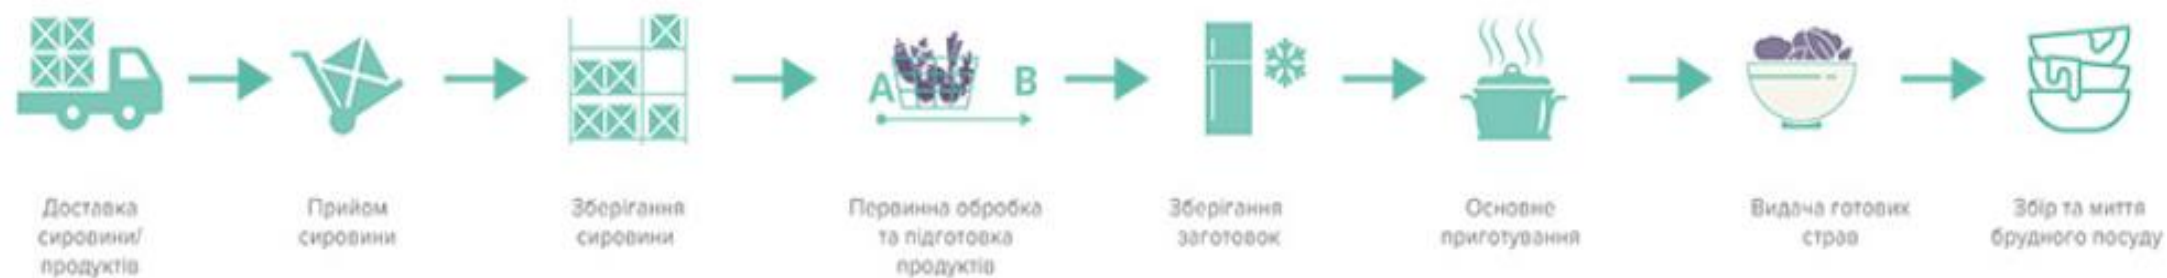 A
B
Доставка
сировини/
продуктів
Прийом
сировини
Зберігання
сировини
Первинна обробка
та підготовка
продуктів
Зберігання
заготовок
Основне
приготування
Видача готових
страв
Збір та миття
брудного посуду